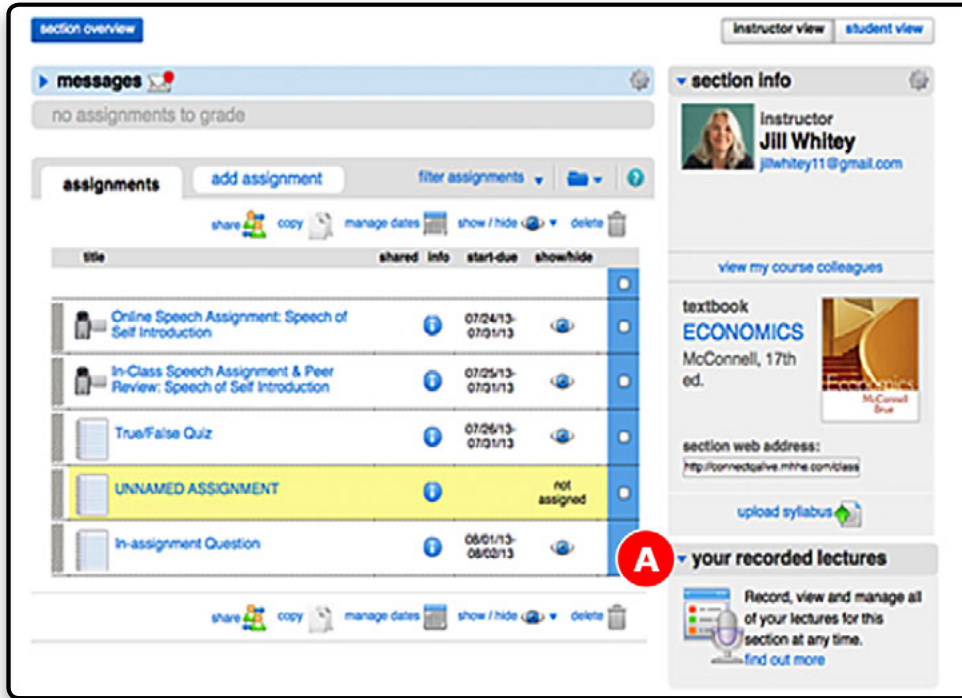 section overview
instructor view student view
messages
no assignments to grade
assignments
add assignment
filter assignments
share copy manage dates show / hide delete
title shared info start-due show/hide
Online Speech Assignment: Speech of
Self Introduction
07/24/13-
07/31/13
In-Class Speech Assignment & Peer
Review: Speech of Self Introduction
07/25/13-
07/31/13
True/False Quiz
07/26/13-
07/31/13
UNNAMED ASSIGNMENT
not
assigned
In-assignment Question
08/01/13-
08/02/13
share copy manage dates show / hide delete
section info
instructor
Jill Whitey
jillwhitey11@gmail.com
view my course colleagues
textbook
ECONOMICS
McConnell, 17th
ed.
Economics
McConnell
Brue
section web address:
http://connectqalive.mhhe.com/class
upload syllabus
A
your recorded lectures
Record, view and manage all
of your lectures for this
section at any time.
find out more